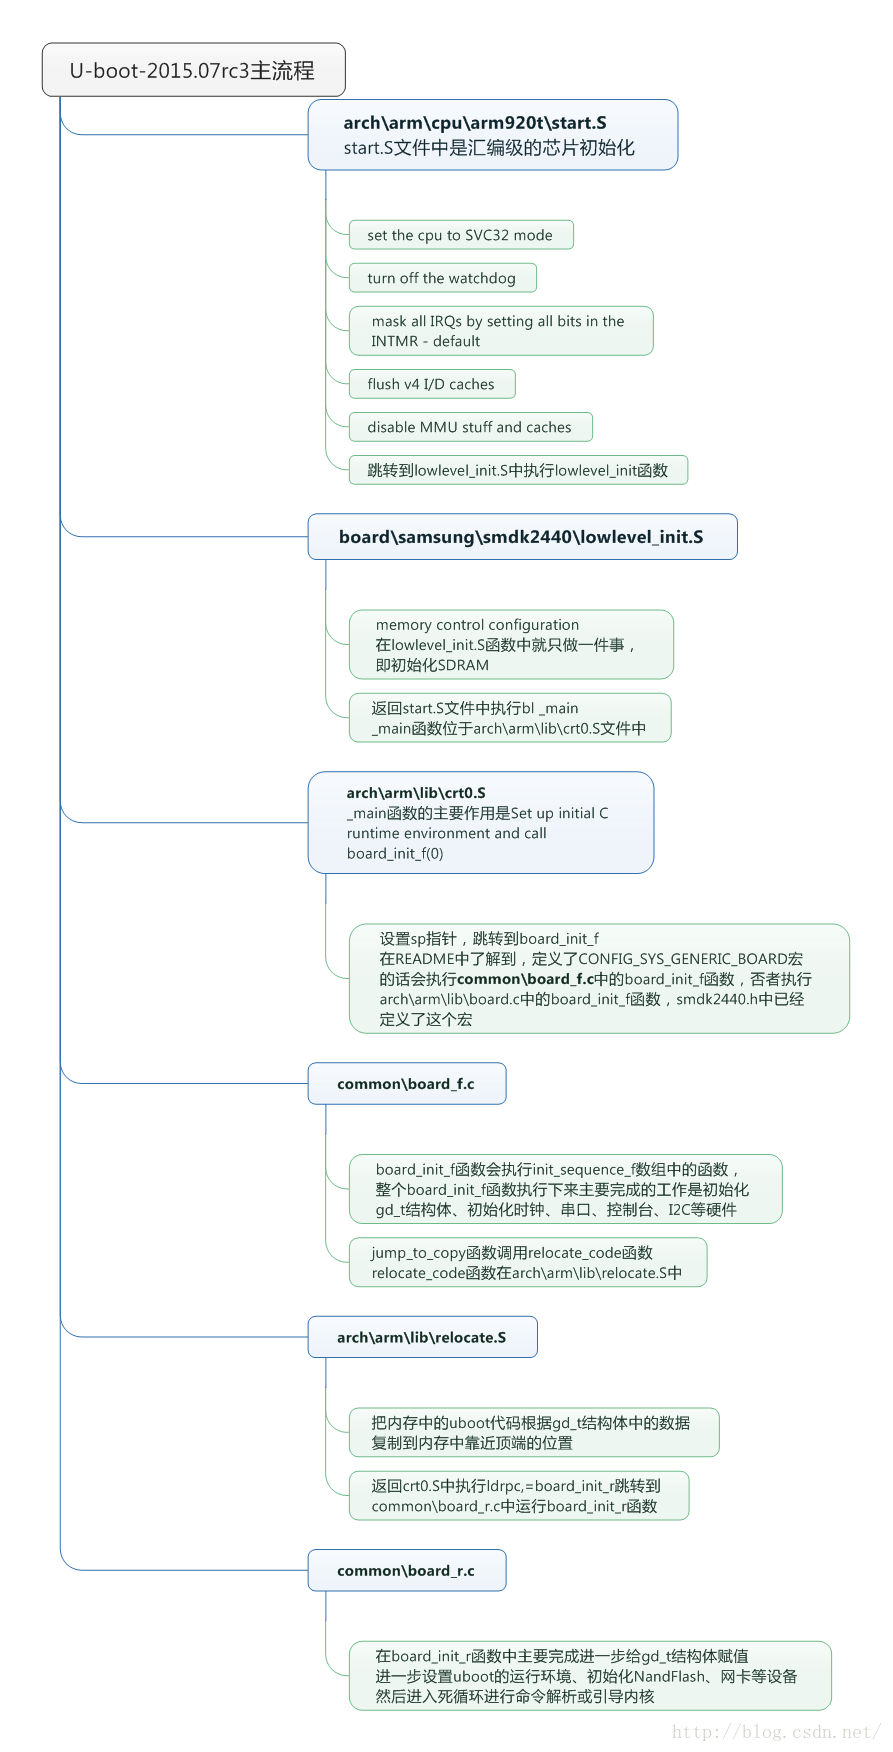 U-boot-2015.07rc3主流程
arch\arm\cpu\arm920t\start.S
start.S文件中是汇编级的芯片初始化
set the cpu to SVC32 mode
turn off the watchdog
mask all IRQs by setting all bits in the
INTMR - default
flush v4 I/D caches
disable MMU stuff and caches
跳转到lowlevel_init.S中执行lowlevel_init函数
board\samsung\smdk2440\lowlevel_init.S
memory control configuration
在lowlevel_init.S函数中就只做一件事，
即初始化SDRAM
返回start.S文件中执行bl _main
_main函数位于arch\arm\lib\crt0.S文件中
arch\arm\lib\crt0.S
_main函数的主要作用是Set up initial C
runtime environment and call
board_init_f(0)
设置sp指针，跳转到board_init_f
在README中了解到，定义了CONFIG_SYS_GENERIC_BOARD宏
的话会执行common\board_f.c中的board_init_f函数，否者执行
arch\arm\lib\board.c中的board_init_f函数，smdk2440.h中已经
定义了这个宏
common\board_f.c
board_init_f函数会执行init_sequence_f数组中的函数，
整个board_init_f函数执行下来主要完成的工作是初始化
gd_t结构体、初始化时钟、串口、控制台、I2C等硬件
jump_to_copy函数调用relocate_code函数
relocate_code函数在arch\arm\lib\relocate.S中
arch\arm\lib\relocate.S
把内存中的uboot代码根据gd_t结构体中的数据
复制到内存中靠近顶端的位置
返回crt0.S中执行ldrpc,=board_init_r跳转到
common\board_r.c中运行board_init_r函数
common\board_r.c
在board_init_r函数中主要完成进一步给gd_t结构体赋值
进一步设置uboot的运行环境、初始化NandFlash、网卡等设备
然后进入死循环进行命令解析或引导内核
http://blog.csdn.net/